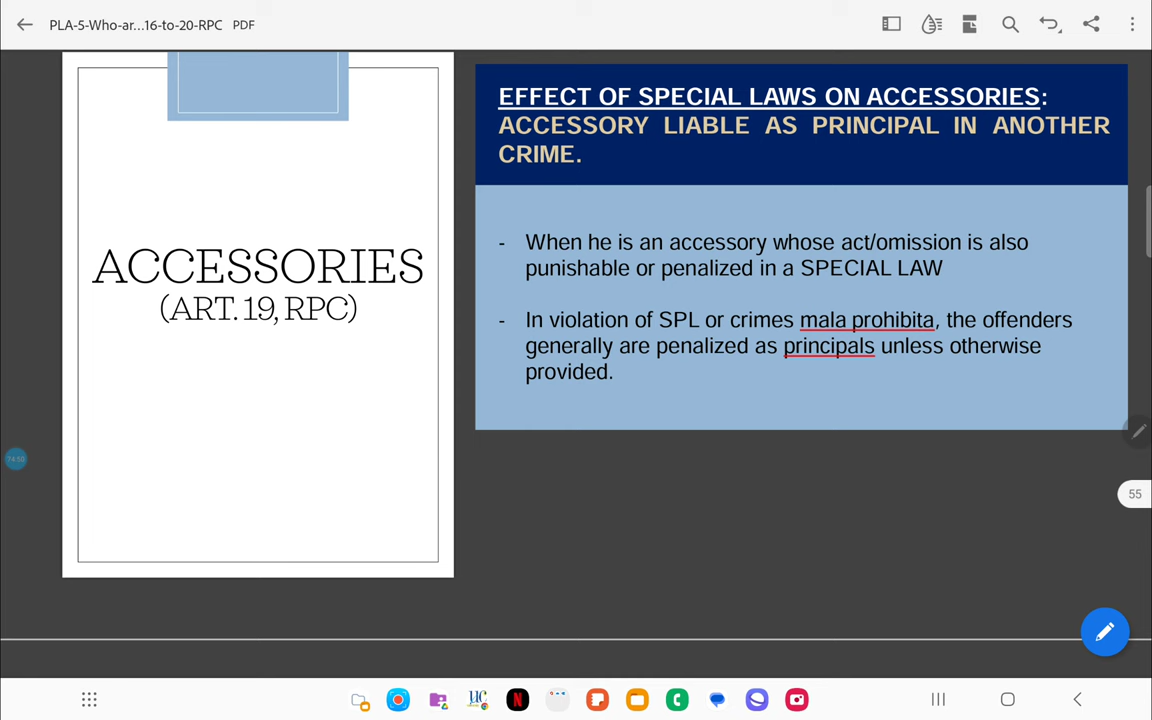 PLA-5-Who-ar...16-to-20-RPC PDF
ACCESSORIES
(ART. 19, RPC)
EFFECT OF SPECIAL LAWS ON ACCESSORIES:
ACCESSORY LIABLE AS PRINCIPAL IN ANOTHER
CRIME.
- When he is an accessory whose act/omission is also
punishable or penalized in a SPECIAL LAW
- In violation of SPL or crimes mala prohibita, the offenders
generally are penalized as principals unless otherwise
provided.
55
UC
N